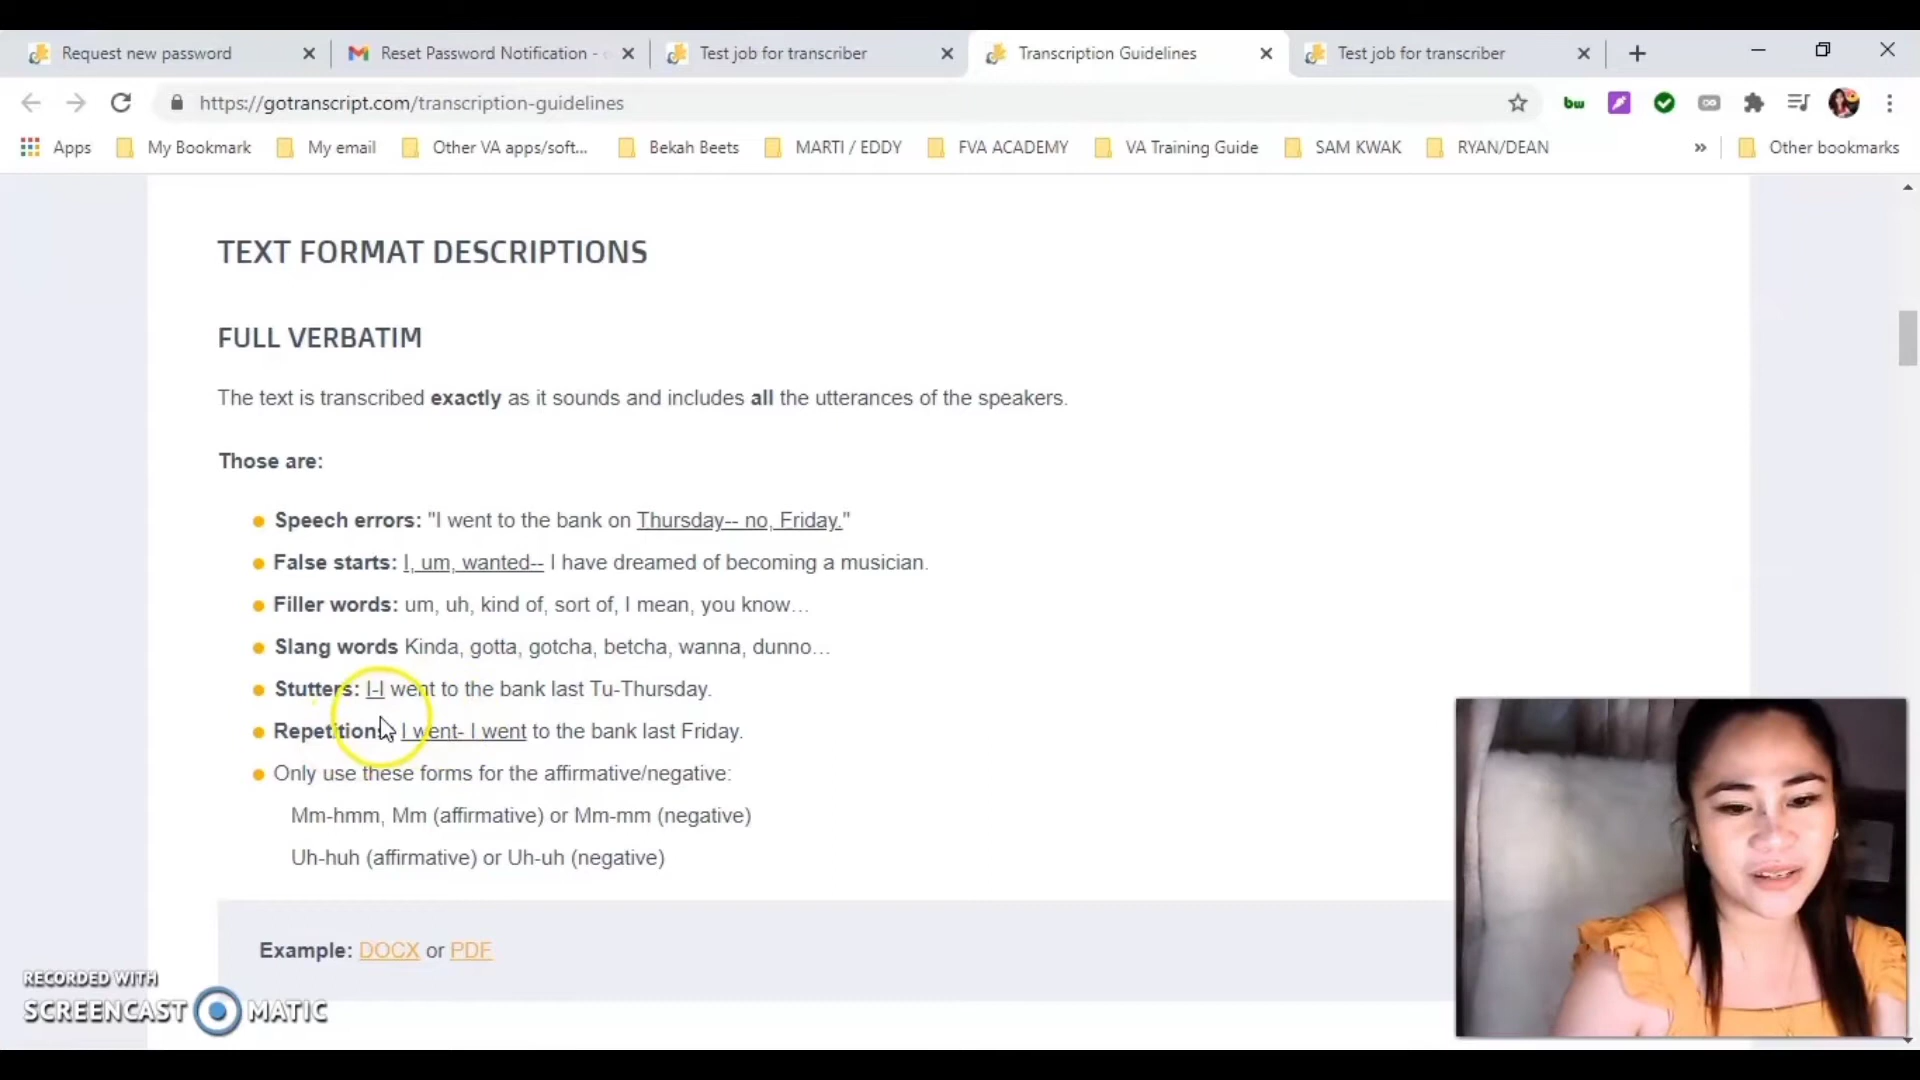 Request new password
Reset Password Notification -
Test job for transcriber
Transcription Guidelines
Test job for transcriber
https://gotranscript.com/transcription-guidelines
bw
Apps
My Bookmark
My email
Other VA apps/soft...
Bekah Beets
MARTI / EDDY
FVA ACADEMY
VA Training Guide
SAM KWAK
RYAN/DEAN
»
Other bookmarks
TEXT FORMAT DESCRIPTIONS
FULL VERBATIM
The text is transcribed exactly as it sounds and includes all the utterances of the speakers.
Those are:
Speech errors: "I went to the bank on Thursday-- no, Friday."
False starts: I, um, wanted-- I have dreamed of becoming a musician.
Filler words: um, uh, kind of, sort of, I mean, you know…
Slang words Kinda, gotta, gotcha, betcha, wanna, dunno…
Stutters: I-I went to the bank last Tu-Thursday.
Repetitions: I went- I went to the bank last Friday.
Only use these forms for the affirmative/negative:
Mm-hmm, Mm (affirmative) or Mm-mm (negative)
Uh-huh (affirmative) or Uh-uh (negative)
Example: DOCX or PDF
RECORDED WITH
SCREENCAST MATIC